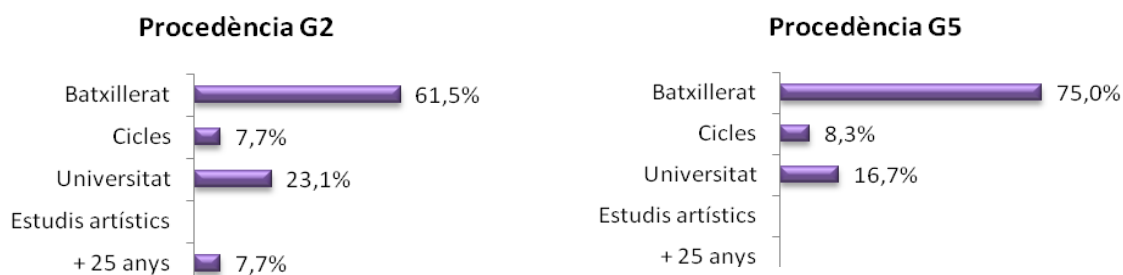 Procedència G2
Batxillerat 61,5%
Cicles 7,7%
Universitat 23,1%
Estudis artístics
+ 25 anys 7,7%
Procedència G5
Batxillerat 75,0%
Cicles 8,3%
Universitat 16,7%
Estudis artístics
+ 25 anys